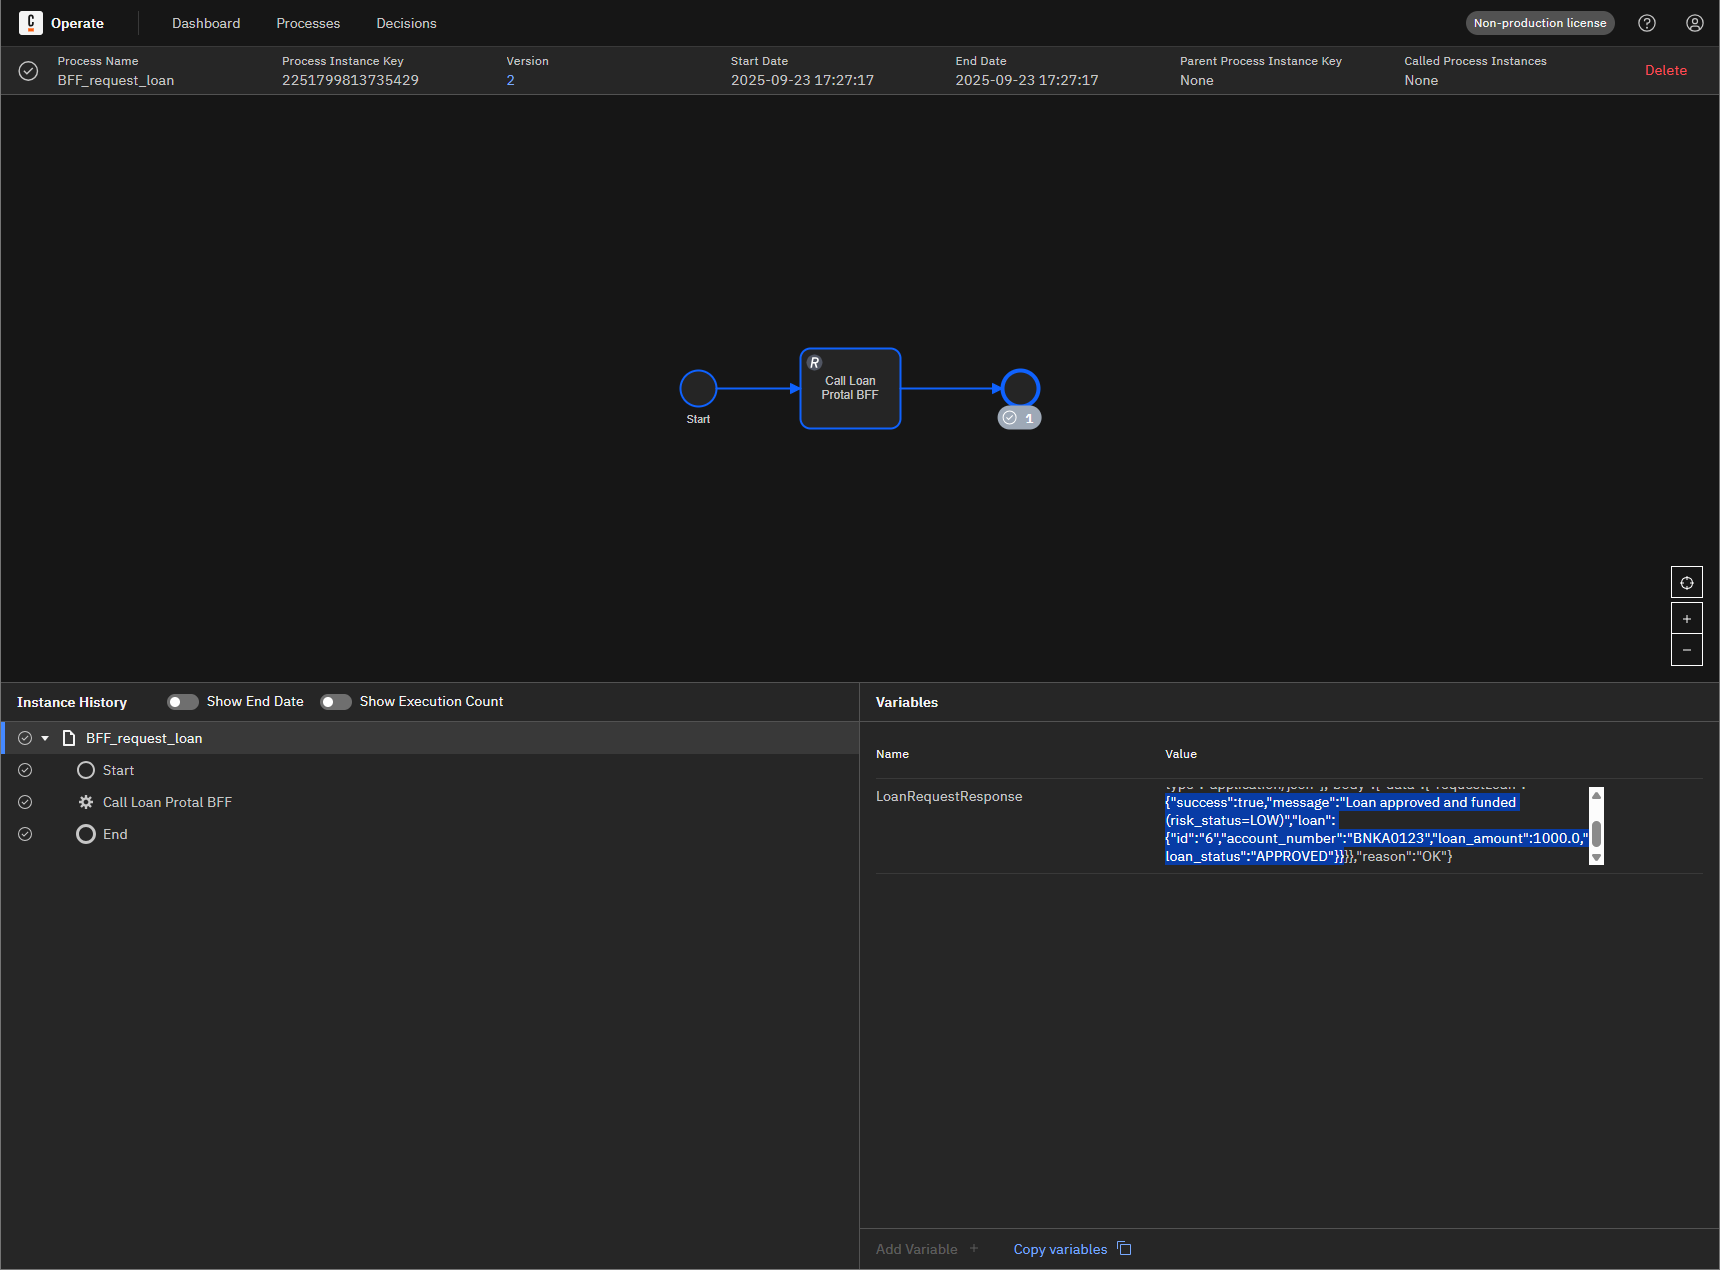 C Operate Dashboard Processes Decisions Non-production license
Process Name Process Instance Key Version Start Date End Date Parent Process Instance Key Called Process Instances
BFF_request_loan 2251799813735429 2 2025-09-23 17:27:17 2025-09-23 17:27:17 None None Delete
R
Call Loan
Protal BFF
Start
1
Instance History Show End Date Show Execution Count
BFF_request_loan
Start
Call Loan Protal BFF
End
Variables
Name Value
LoanRequestResponse
{"success":true,"message":"Loan approved and funded
(risk_status=LOW)","loan":
{"id":"6","account_number":"BNKA0123","loan_amount":1000.0,"
loan_status":"APPROVED"}}}},"reason":"OK"}
Add Variable + Copy variables